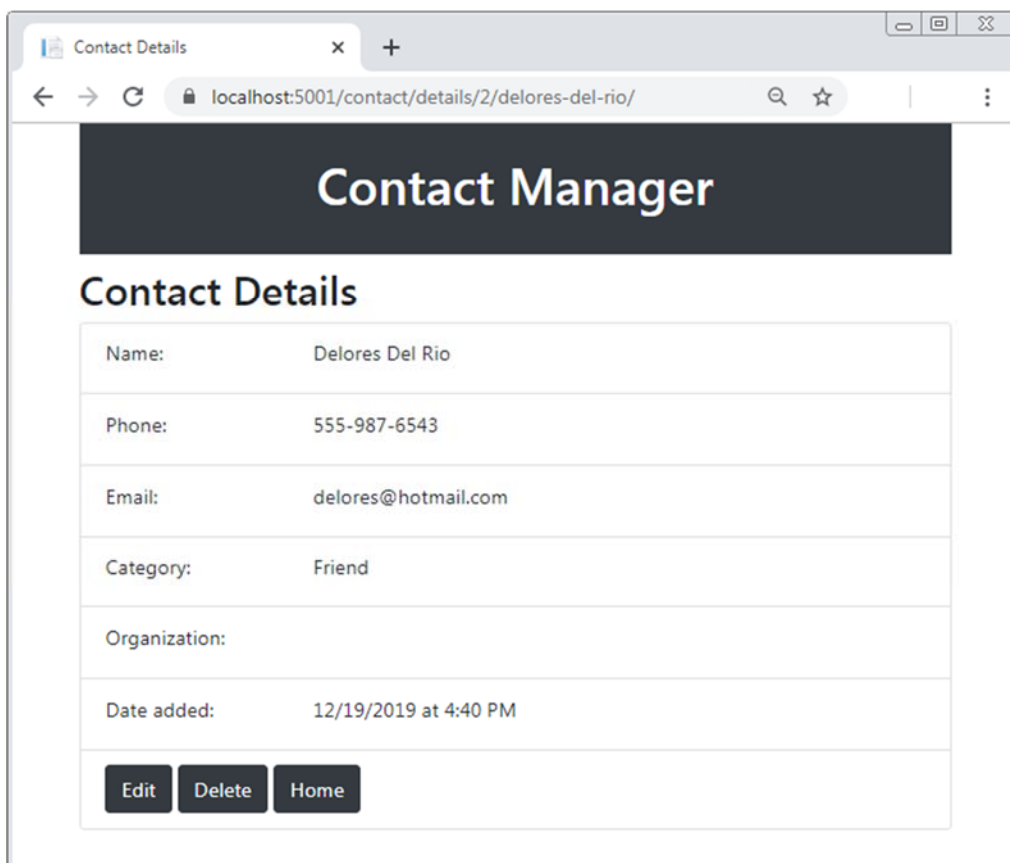 Contact Details
localhost:5001/contact/details/2/delores-del-rio/
Contact Manager
Contact Details
Name: Delores Del Rio
Phone: 555-987-6543
Email: delores@hotmail.com
Category: Friend
Organization:
Date added: 12/19/2019 at 4:40 PM
Edit Delete Home